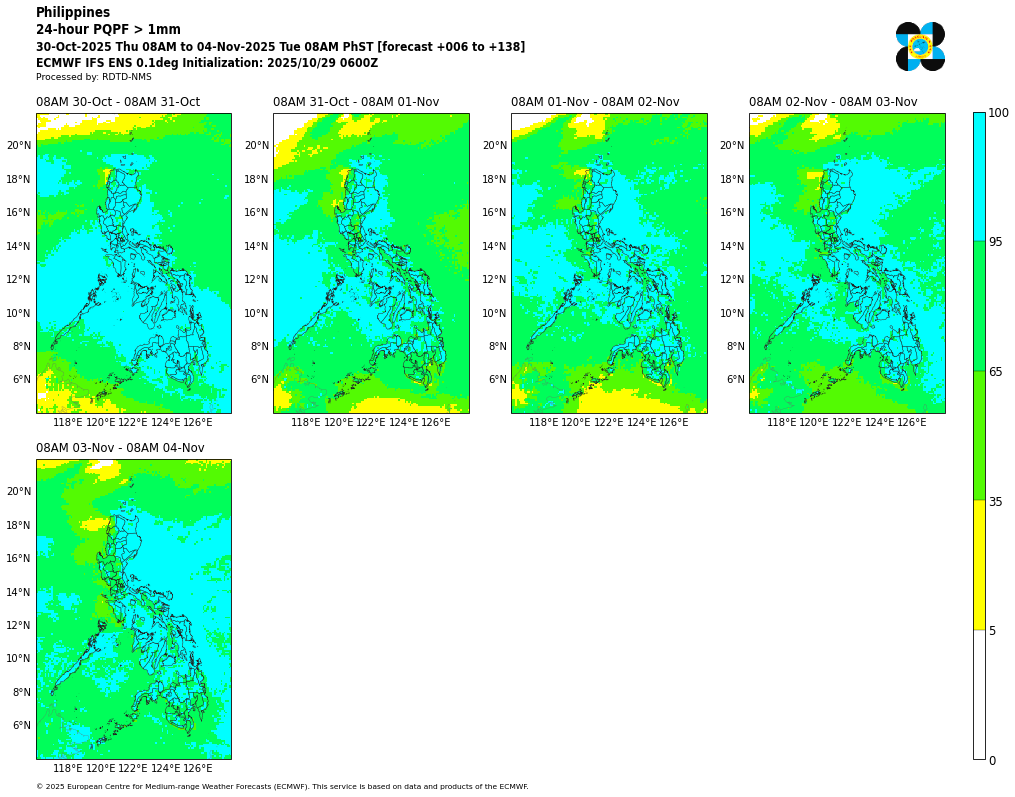 Philippines
24-hour PQPF > 1mm
30-Oct-2025 Thu 08AM to 04-Nov-2025 Tue 08AM PhST [forecast +006 to +138]
ECMWF IFS ENS 0.1deg Initialization: 2025/10/29 0600Z
Processed by: RDTD-NMS
08AM 30-Oct - 08AM 31-Oct
08AM 31-Oct - 08AM 01-Nov
08AM 01-Nov - 08AM 02-Nov
08AM 02-Nov - 08AM 03-Nov
20°N 20°N 20°N 20°N
18°N 18°N 18°N 18°N
16°N 16°N 16°N 16°N
14°N 14°N 14°N 14°N
12°N 12°N 12°N 12°N
10°N 10°N 10°N 10°N
8°N 8°N 8°N 8°N
6°N 6°N 6°N 6°N
118°E 120°E 122°E 124°E 126°E 118°E 120°E 122°E 124°E 126°E 118°E 120°E 122°E 124°E 126°E 118°E 120°E 122°E 124°E 126°E
100
95
65
35
5
0
08AM 03-Nov - 08AM 04-Nov
20°N
18°N
16°N
14°N
12°N
10°N
8°N
6°N
118°E 120°E 122°E 124°E 126°E
© 2025 European Centre for Medium-range Weather Forecasts (ECMWF). This service is based on data and products of the ECMWF.